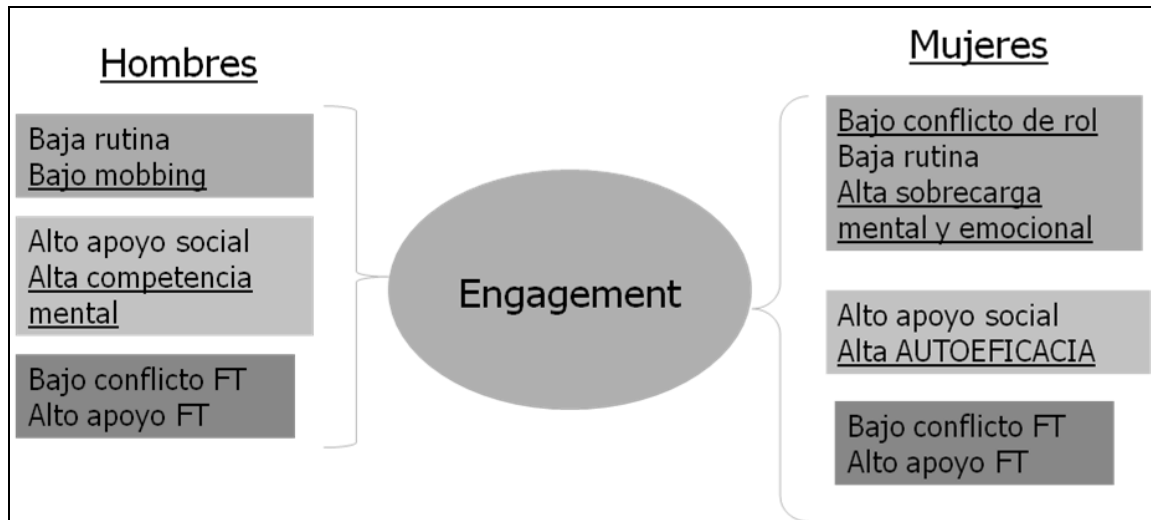 Hombres
Baja rutina
Bajo mobbing
Alto apoyo social
Alta competencia
mental
Bajo conflicto FT
Alto apoyo FT
Engagement
Mujeres
Bajo conflicto de rol
Baja rutina
Alta sobrecarga
mental y emocional
Alto apoyo social
Alta AUTOEFICACIA
Bajo conflicto FT
Alto apoyo FT